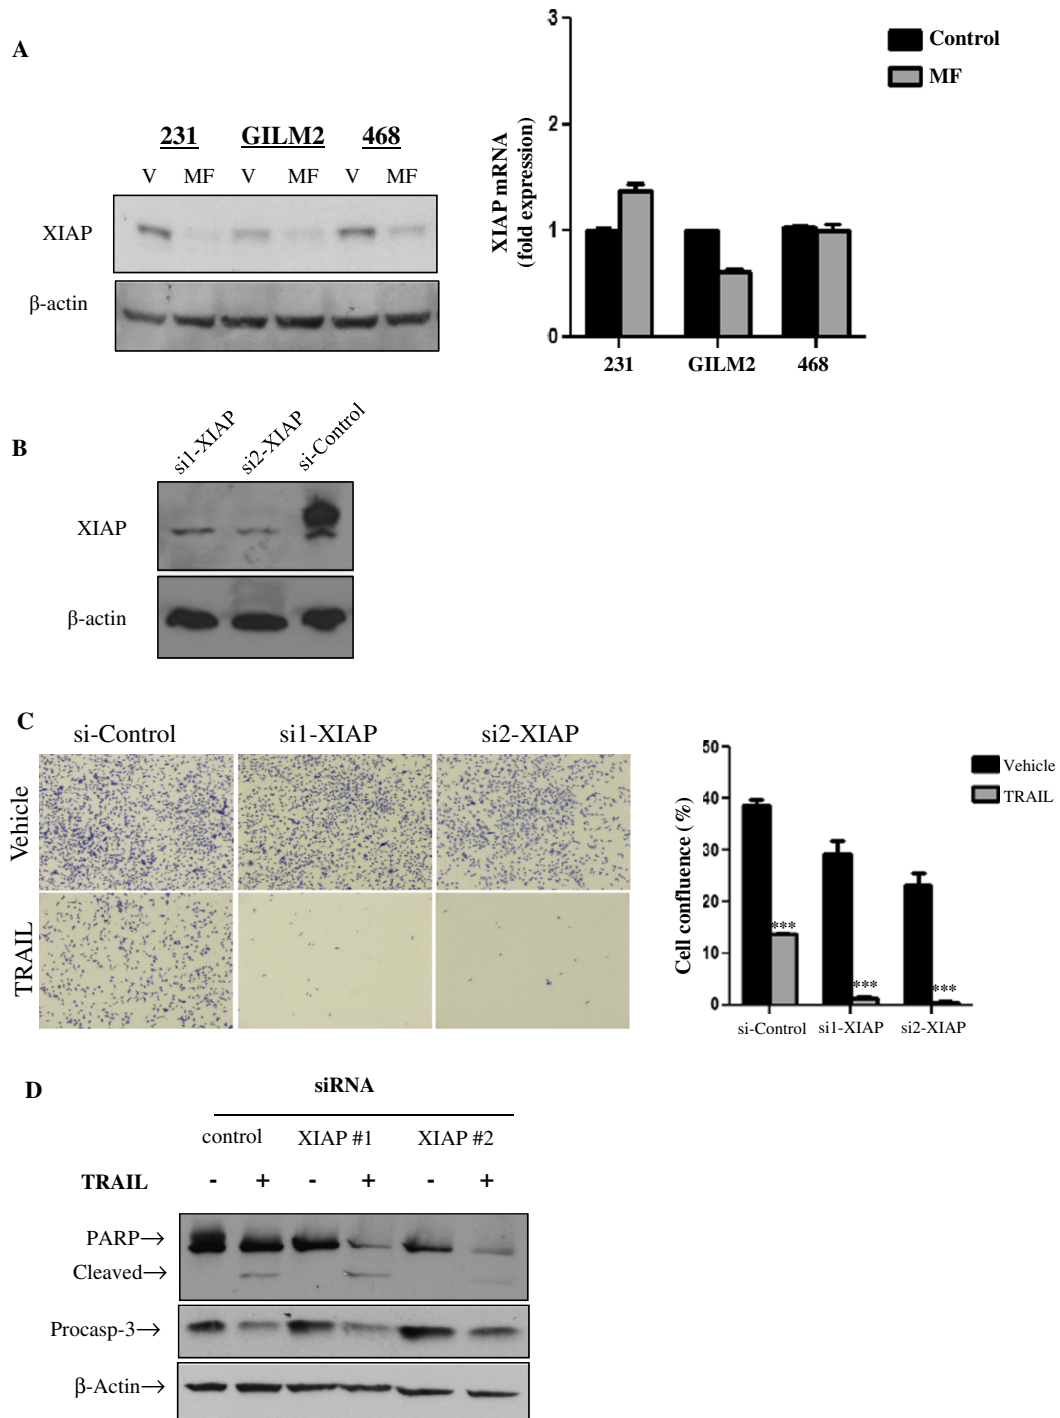 A
231 GILM2 468
V MF V MF V MF
XIAP
β-actin
3
2
1
0
XIAP mRNA
(fold expression)
Control
MF
231 GILM2 468
B
si1-XIAP si2-XIAP si-Control
XIAP
β-actin
C
si-Control si1-XIAP si2-XIAP
Vehicle
TRAIL
50
40
30
20
10
0
Cell confluence (%)
Vehicle
TRAIL
*** *** ***
si-Control si1-XIAP si2-XIAP
D
siRNA
control XIAP #1 XIAP #2
TRAIL - + - + - +
PARP→
Cleaved→
Procasp-3→
β-Actin→